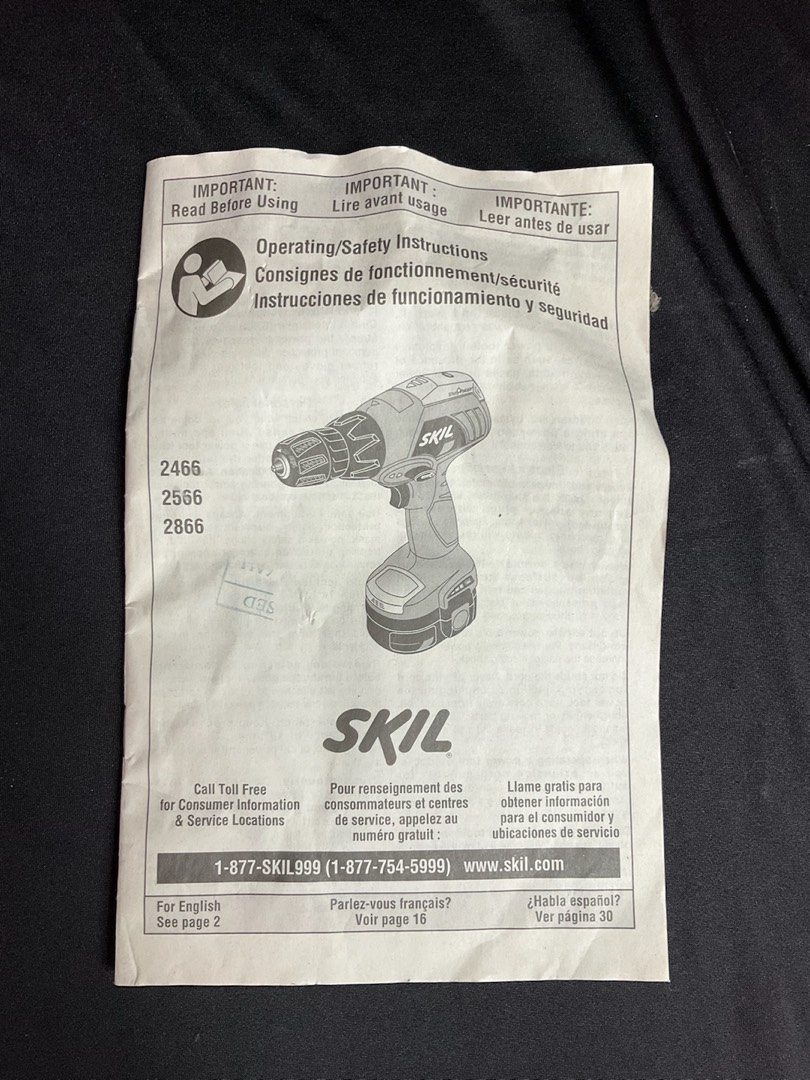 IMPORTANT:
Read Before Using
IMPORTANT :
Lire avant usage
IMPORTANTE:
Leer antes de usar
Operating/Safety Instructions
Consignes de fonctionnement/sécurité
Instrucciones de funcionamiento y seguridad
SKIL
2466
2566
2866
SKIL
Call Toll Free
for Consumer Information
& Service Locations
Pour renseignement des
consommateurs et centres
de service, appelez au
numéro gratuit :
Llame gratis para
obtener información
para el consumidor y
ubicaciones de servicio
1-877-SKIL999 (1-877-754-5999) www.skil.com
For English
See page 2
Parlez-vous français?
Voir page 16
¿Habla español?
Ver página 30